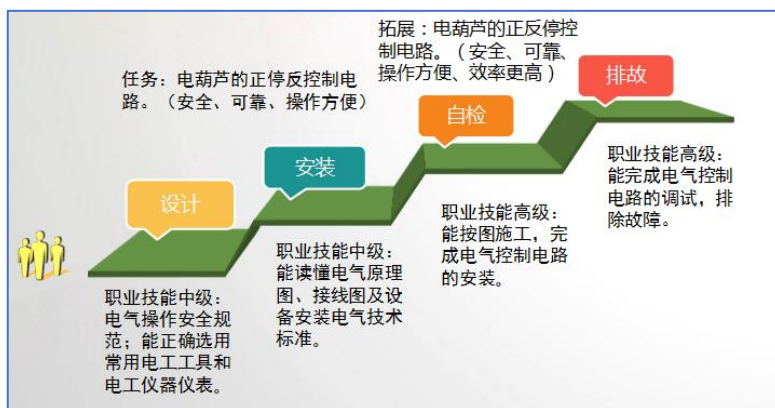 拓展：电葫芦的正反停控
制电路。（安全、可靠、
操作方便、效率更高）
任务：电葫芦的正停反控制电
路。（安全、可靠、操作方便）
排故
自检
安装
设计
职业技能高级：
能完成电气控制
电路的调试，排
除故障。
职业技能高级：
能按图施工，完
成电气控制电路
的安装。
职业技能中级：
能读懂电气原理
图、接线图及设
备安装电气技术
标准。
职业技能中级：
电气操作安全规
范；能正确选用
常用电工工具和
电工仪器仪表。